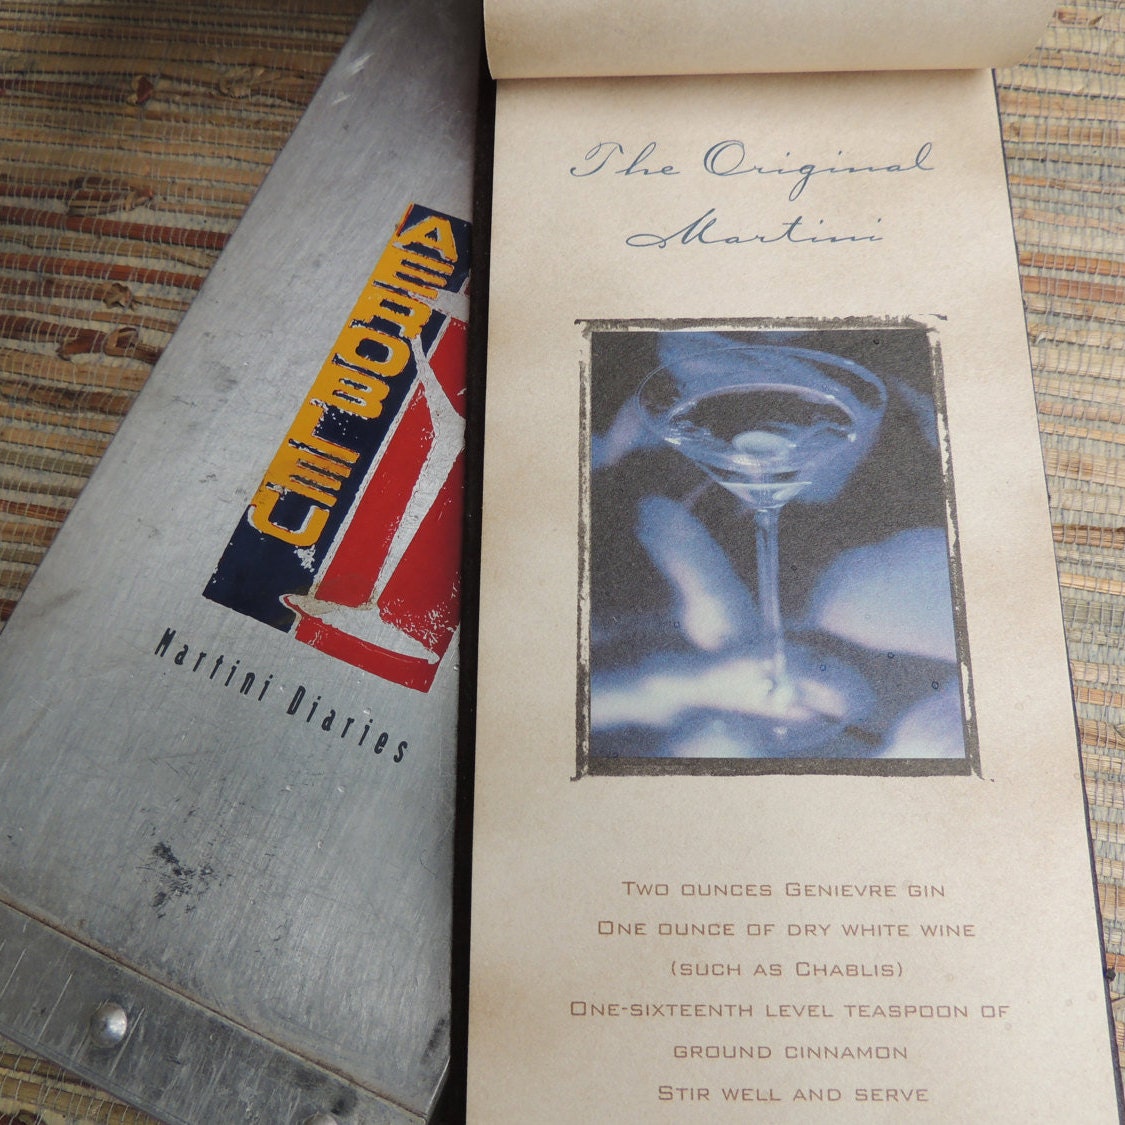 AEROBLEU
Martini Diaries
The Original
Martini
Two ounces Genievre gin
One ounce of dry white wine
(such as Chablis)
One-sixteenth level teaspoon of
ground cinnamon
Stir well and serve